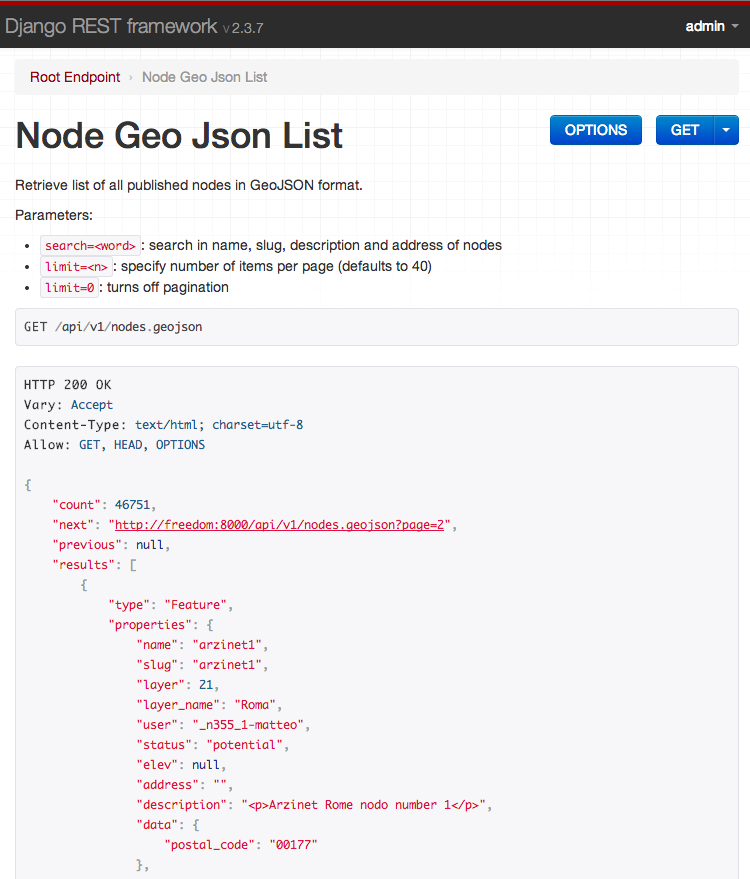 Django REST framework v 2.3.7
admin
Root Endpoint › Node Geo Json List
Node Geo Json List
OPTIONS
GET
Retrieve list of all published nodes in GeoJSON format.
Parameters:
• search=<word> : search in name, slug, description and address of nodes
• limit=<n> : specify number of items per page (defaults to 40)
• limit=0 : turns off pagination
GET /api/v1/nodes.geojson
HTTP 200 OK
Vary: Accept
Content-Type: text/html; charset=utf-8
Allow: GET, HEAD, OPTIONS
{
    "count": 46751,
    "next": "http://freedom:8000/api/v1/nodes.geojson?page=2",
    "previous": null,
    "results": [
        {
            "type": "Feature",
            "properties": {
                "name": "arzinet1",
                "slug": "arzinet1",
                "layer": 21,
                "layer_name": "Roma",
                "user": "_n355_1-matteo",
                "status": "potential",
                "elev": null,
                "address": "",
                "description": "<p>Arzinet Rome nodo number 1</p>",
                "data": {
                    "postal_code": "00177"
                },